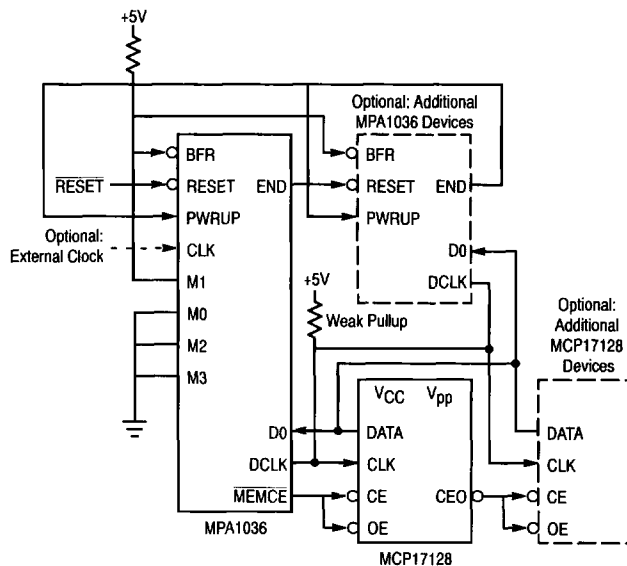 +5V
Optional: Additional
MPA1036 Devices
BFR
RESET
RESET
END
PWRUP
Optional:
External Clock
CLK
M1
M0
M2
M3
D0
DCLK
MEMCE
MPA1036
BFR
RESET
END
PWRUP
D0
DCLK
+5V
Weak Pullup
VCC
Vpp
DATA
CLK
CE
CEO
OE
MCP17128
Optional:
Additional
MCP17128
Devices
DATA
CLK
CE
OE